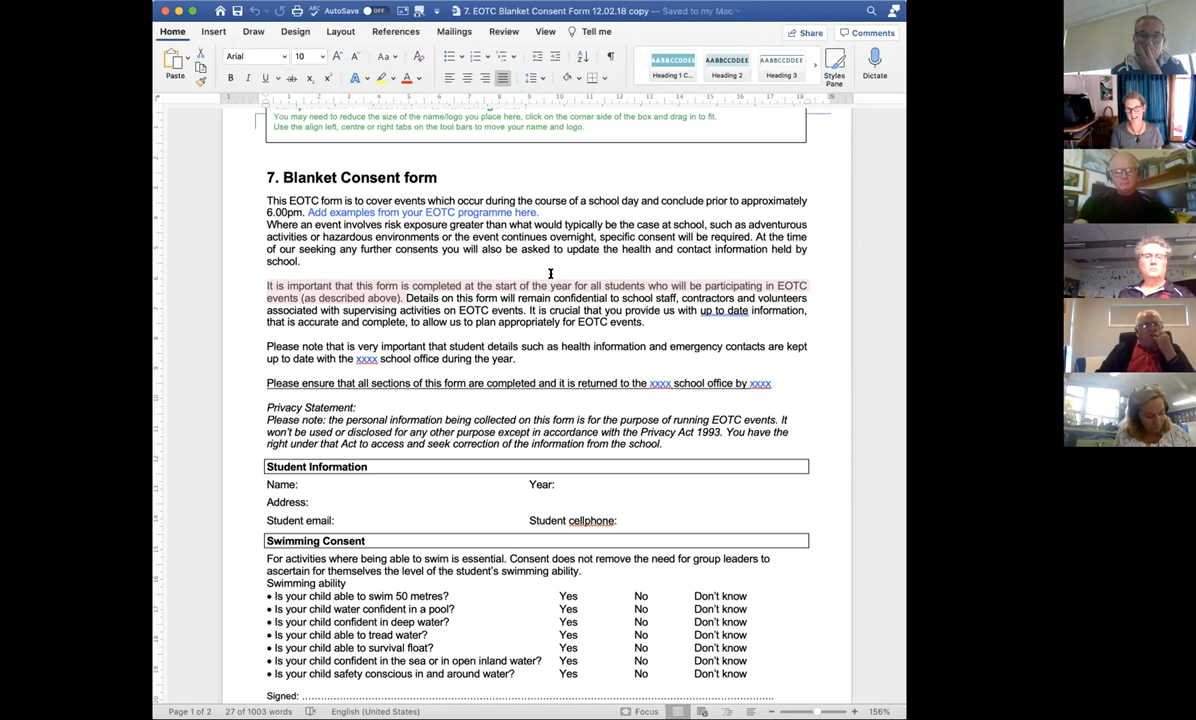 AutoSave OFF 7. EOTC Blanket Consent Form 12.02.18 copy — Saved to my Mac
Home Insert Draw Design Layout References Mailings Review View Tell me Share Comments
Paste Arial 10 AABBCCDDEE AABBCCDDEE AABBCCDDEE Styles Pane Dictate
Heading 1 C... Heading 2 Heading 3
You may need to reduce the size of the name/logo you place here, click on the corner side of the box and drag in to fit.
Use the align left, centre or right tabs on the tool bars to move your name and logo.
7. Blanket Consent form
This EOTC form is to cover events which occur during the course of a school day and conclude prior to approximately
6.00pm. Add examples from your EOTC programme here.
Where an event involves risk exposure greater than what would typically be the case at school, such as adventurous
activities or hazardous environments or the event continues overnight, specific consent will be required. At the time
of our seeking any further consents you will also be asked to update the health and contact information held by
school.
It is important that this form is completed at the start of the year for all students who will be participating in EOTC
events (as described above). Details on this form will remain confidential to school staff, contractors and volunteers
associated with supervising activities on EOTC events. It is crucial that you provide us with up to date information,
that is accurate and complete, to allow us to plan appropriately for EOTC events.
Please note that is very important that student details such as health information and emergency contacts are kept
up to date with the xxxx school office during the year.
Please ensure that all sections of this form are completed and it is returned to the xxxx school office by xxxx
Privacy Statement:
Please note: the personal information being collected on this form is for the purpose of running EOTC events. It
won't be used or disclosed for any other purpose except in accordance with the Privacy Act 1993. You have the
right under that Act to access and seek correction of the information from the school.
Student Information
Name: Year:
Address:
Student email: Student cellphone:
Swimming Consent
For activities where being able to swim is essential. Consent does not remove the need for group leaders to
ascertain for themselves the level of the student's swimming ability.
Swimming ability
• Is your child able to swim 50 metres? Yes No Don't know
• Is your child water confident in a pool? Yes No Don't know
• Is your child confident in deep water? Yes No Don't know
• Is your child able to tread water? Yes No Don't know
• Is your child able to survival float? Yes No Don't know
• Is your child confident in the sea or in open inland water? Yes No Don't know
• Is your child safety conscious in and around water? Yes No Don't know
Signed: ........................................................................
Page 1 of 2 27 of 1003 words English (United States) Focus 156%